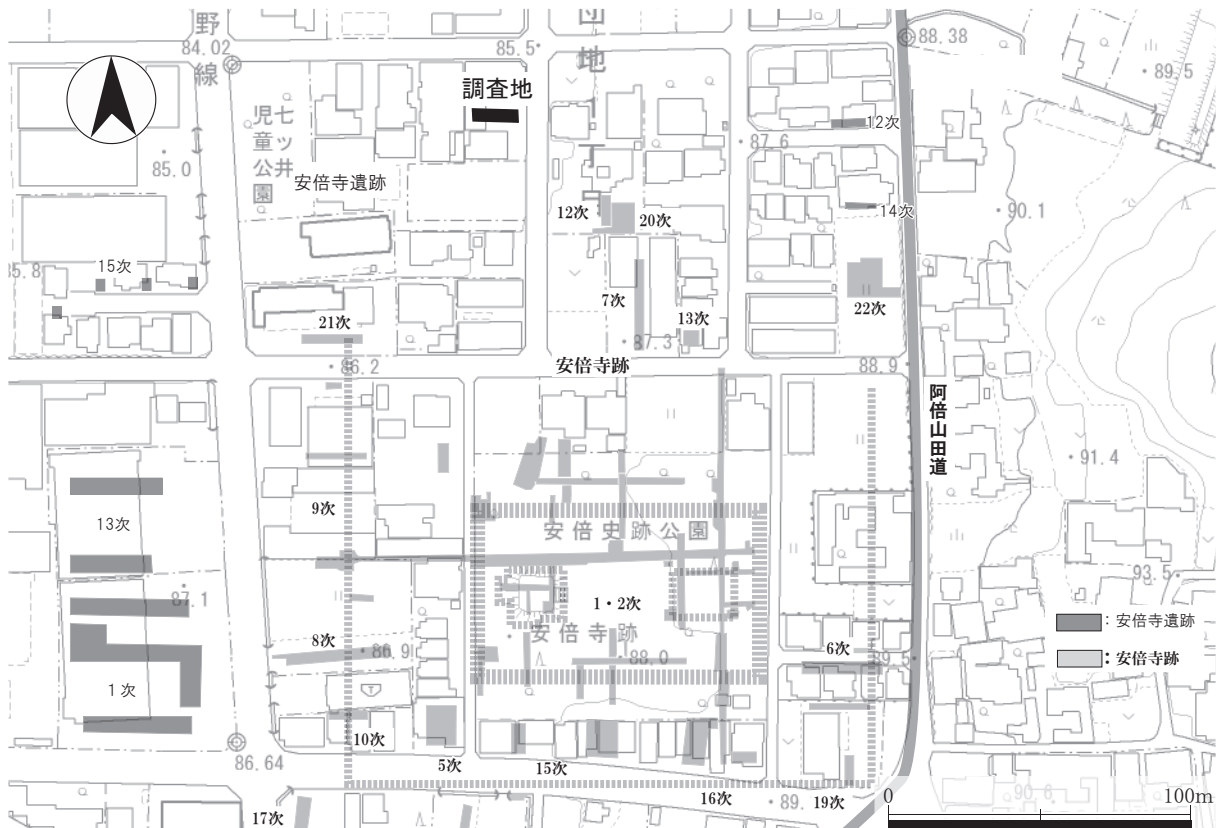 野線
84.02
85.5
団地
88.38
89.5
調査地
七ツ井
児童公園
12次
87.6
85.0
安倍寺遺跡
12次
20次
14次
90.1
15次
85.8
7次
13次
22次
21次
87.3
86.2
安倍寺跡
88.9
阿倍山田道
91.4
9次
13次
安倍史跡公園
93.5
87.1
1・2次
安倍寺跡
8次
86.9
88.0
6次
89.5
：安倍寺遺跡
：安倍寺跡
1次
10次
86.64
5次
15次
16次
89.
19次
17次
0
100m
90.6